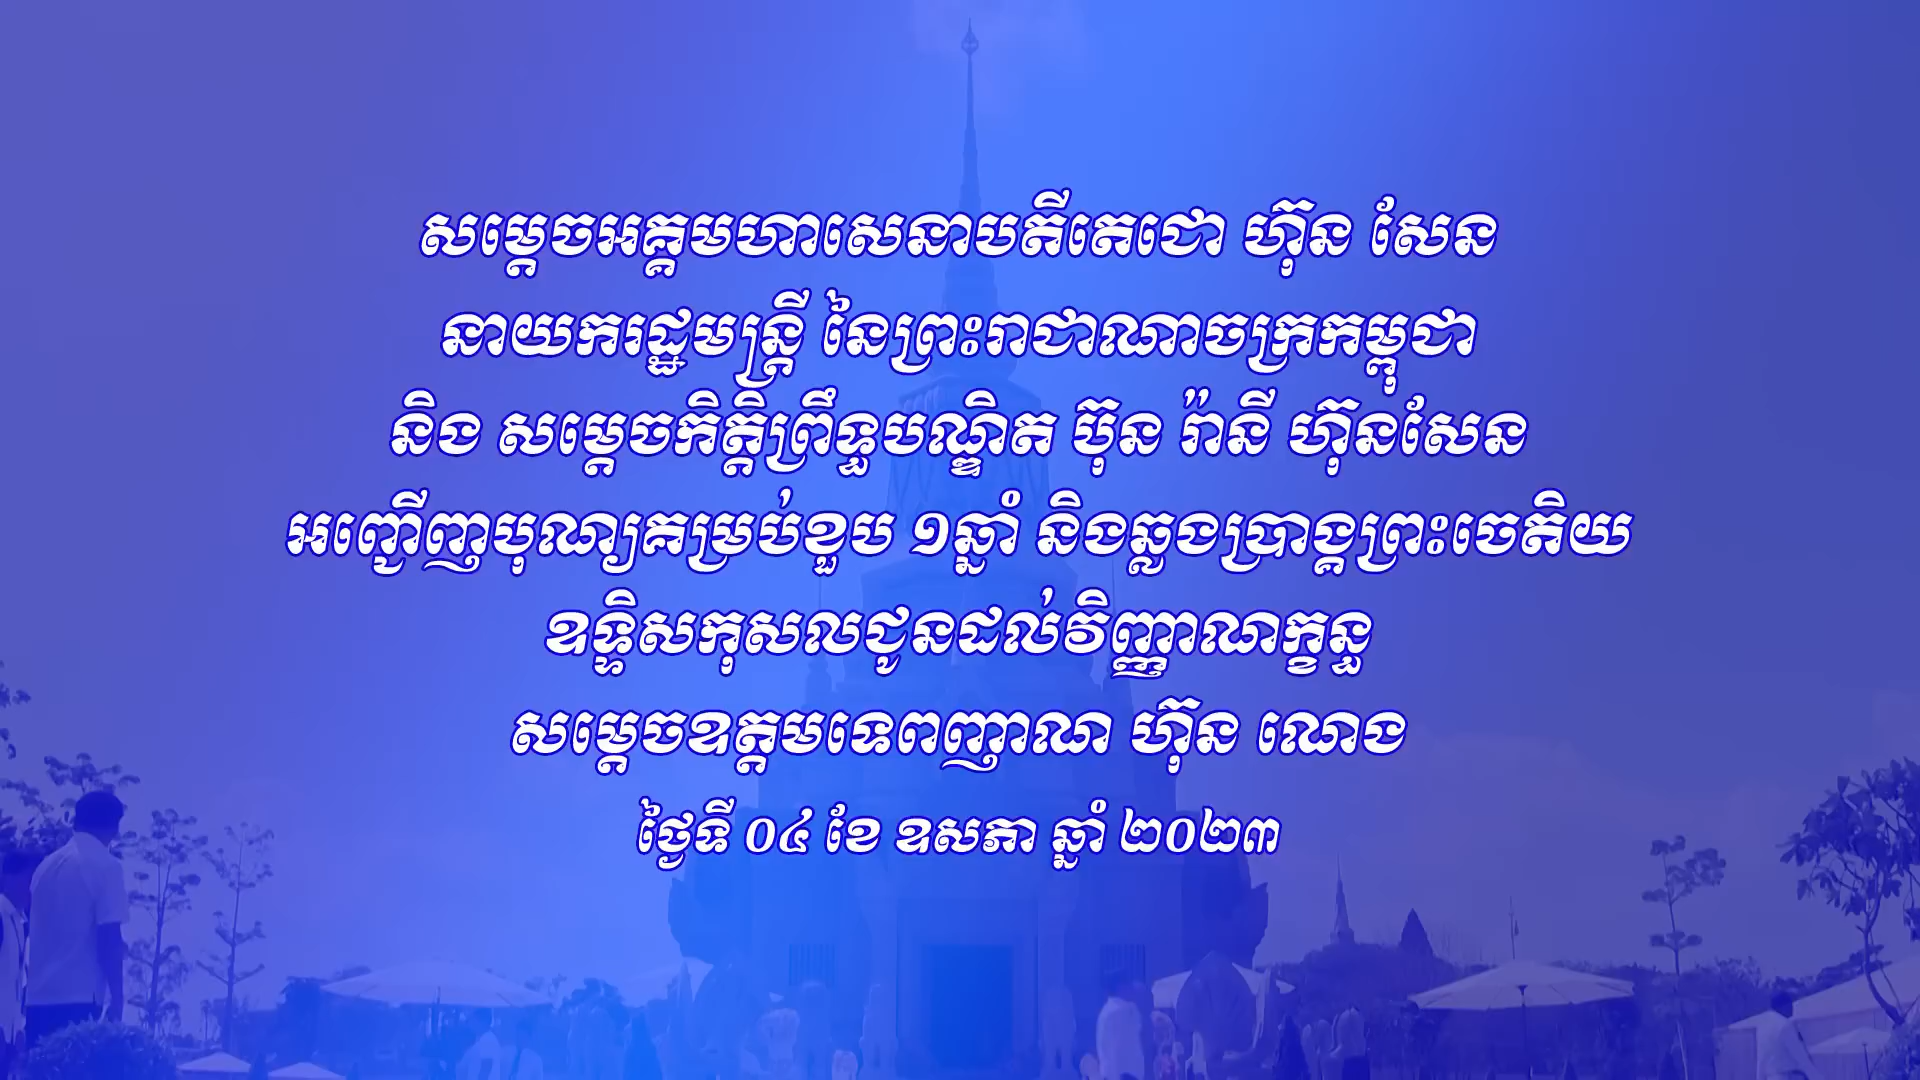 សម្តេចអគ្គមហាសេនាបតីតេជោ ហ៊ុន សែន
នាយករដ្ឋមន្ត្រី នៃព្រះរាជាណាចក្រកម្ពុជា
និង សម្តេចកិត្តិព្រឹទ្ធបណ្ឌិត ប៊ុន រ៉ានី ហ៊ុនសែន
អញ្ជើញបុណ្យគម្រប់ខួប ១ឆ្នាំ និងឆ្លងប្រាង្គព្រះចេតិយ
ឧទ្ទិសកុសលជូនដល់វិញ្ញាណក្ខន្ធ
សម្តេចឧត្តមទេពញាណ ហ៊ុន ណេង
ថ្ងៃទី ០៤ ខែ ឧសភា ឆ្នាំ ២០២៣